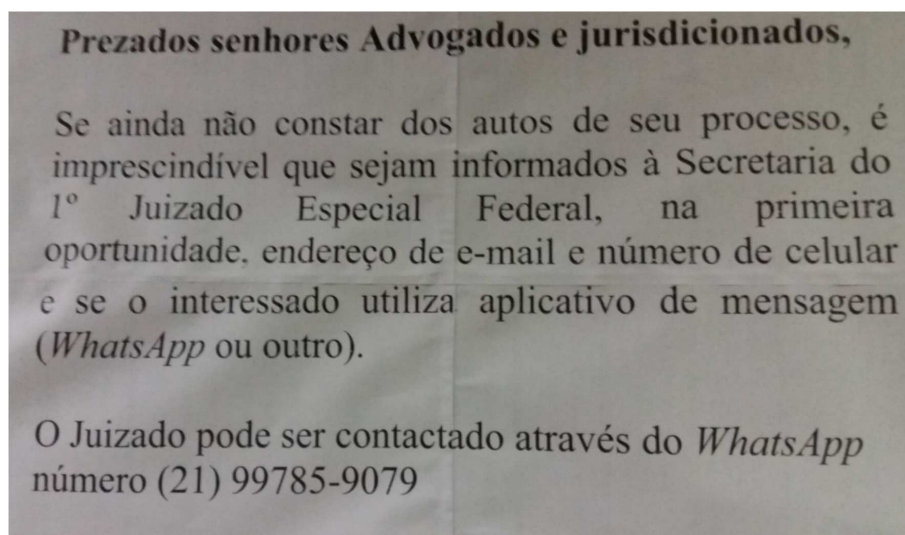 Prezados senhores Advogados e jurisdicionados,
Se ainda não constar dos autos de seu processo, é
imprescindível que sejam informados à Secretaria do
1º Juizado Especial Federal, na primeira
oportunidade, endereço de e-mail e número de celular
e se o interessado utiliza aplicativo de mensagem
(WhatsApp ou outro).
O Juizado pode ser contactado através do WhatsApp
número (21) 99785-9079